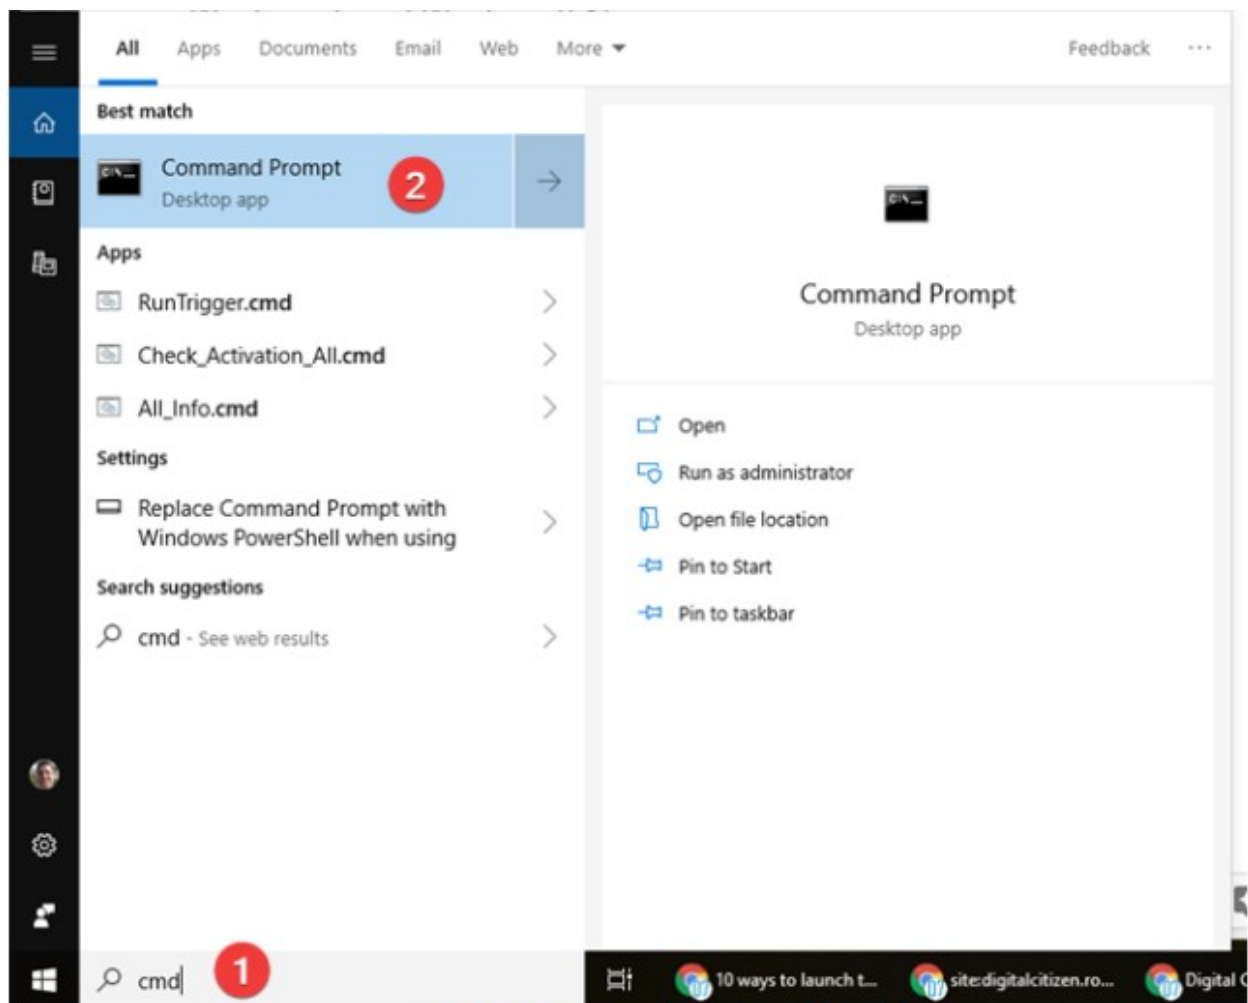 All Apps Documents Email Web More Feedback ...
Best match
Command Prompt
Desktop app
2
Apps
RunTrigger.cmd
Check_Activation_All.cmd
All_Info.cmd
Settings
Replace Command Prompt with
Windows PowerShell when using
Search suggestions
cmd - See web results
Command Prompt
Desktop app
Open
Run as administrator
Open file location
Pin to Start
Pin to taskbar
cmd
1
10 ways to launch t...
site:digitalcitizen.ro...
Digital